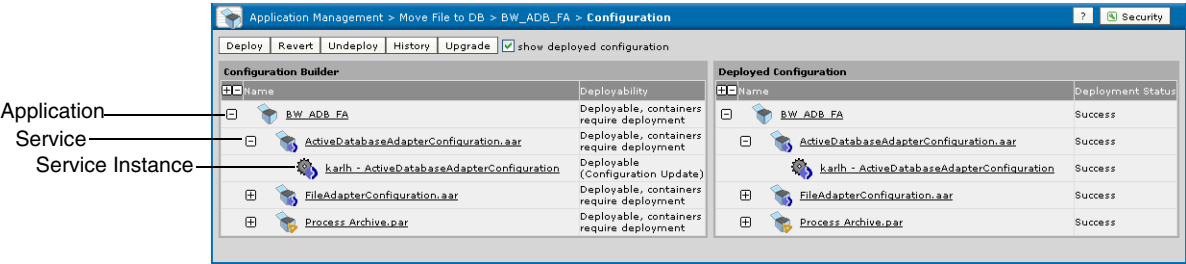 Application Management > Move File to DB > BW_ADB_FA > Configuration
? Security
Deploy Revert Undeploy History Upgrade show deployed configuration
Configuration Builder
Name Deployability
Application
BW_ADB_FA Deployable, containers
require deployment
Service
ActiveDatabaseAdapterConfiguration.aar Deployable, containers
require deployment
Service Instance
karlh - ActiveDatabaseAdapterConfiguration Deployable
(Configuration Update)
FileAdapterConfiguration.aar Deployable, containers
require deployment
Process Archive.par Deployable, containers
require deployment
Deployed Configuration
Name Deployment Status
BW_ADB_FA Success
ActiveDatabaseAdapterConfiguration.aar Success
karlh - ActiveDatabaseAdapterConfiguration Success
FileAdapterConfiguration.aar Success
Process Archive.par Success